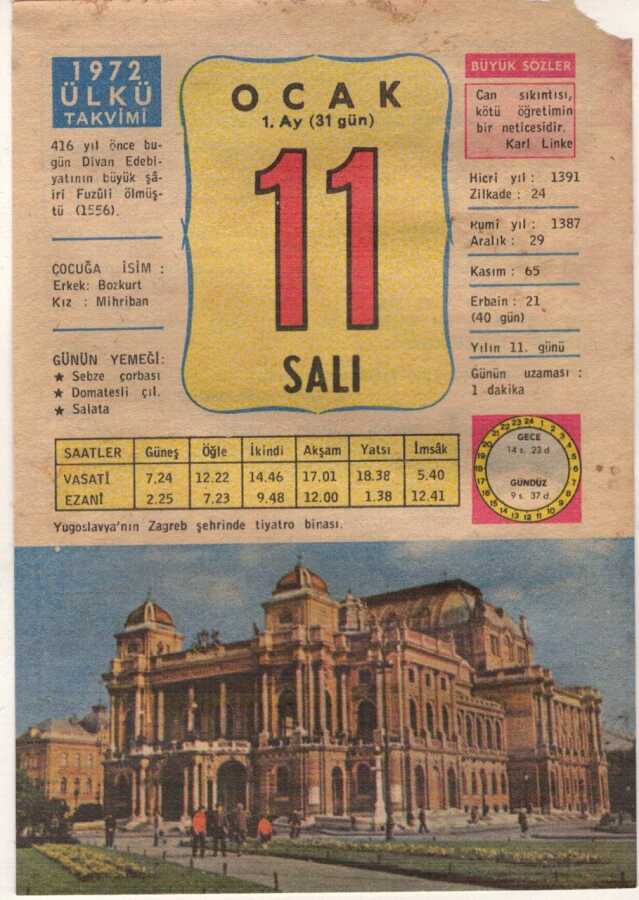 1972
ÜLKÜ
TAKVİMİ
416 yıl önce bu-
gün Divan Edebi-
yatının büyük şâ-
iri Fuzûli ölmüş-
tü (1556).
ÇOCUĞA İSİM :
Erkek: Bozkurt
Kız : Mihriban
GÜNÜN YEMEĞİ:
★ Sebze çorbası
★ Domatesli çıl.
★ Salata
OCAK
1. Ay (31 gün)
11
SALI
BÜYÜK SÖZLER
Can sıkıntısı,
kötü öğretimin
bir neticesidir.
Karl Linke
Hicri yıl : 1391
Zilkade : 24
Rumî yıl : 1387
Aralık : 29
Kasım : 65
Erbain : 21
(40 gün)
Yılın 11. günü
Günün uzaması :
1 dakika
SAATLER Güneş Öğle İkindi Akşam Yatsı İmsâk
VASATİ 7.24 12.22 14.46 17.01 18.38 5.40
EZANİ 2.25 7.23 9.48 12.00 1.38 12.41
GECE
14 s. 23 d
GÜNDÜZ
9 s. 37 d.
Yugoslavya'nın Zagreb şehrinde tiyatro binası.